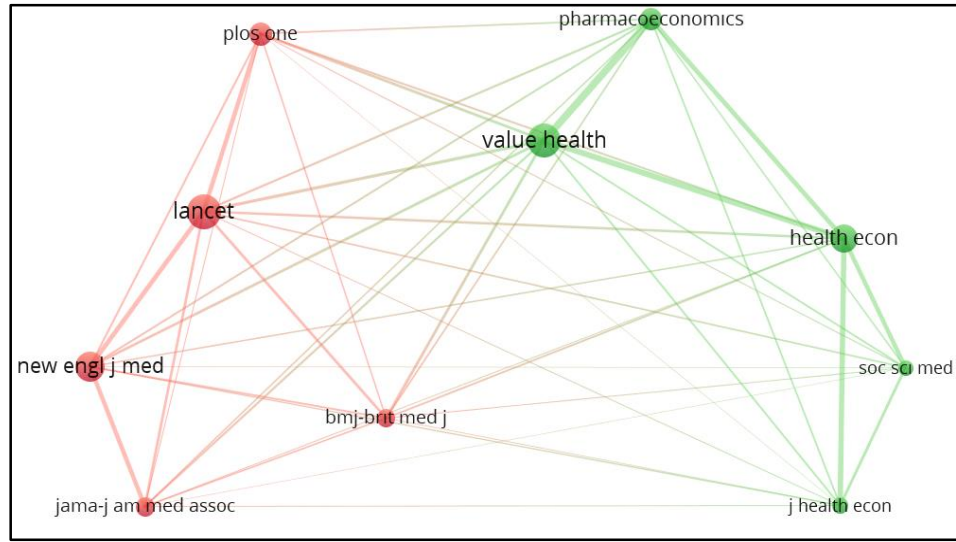 pharmacoeconomics
plos one
value health
lancet
health econ
new engl j med
soc sci med
bmj-brit med j
jama-j am med assoc
j health econ